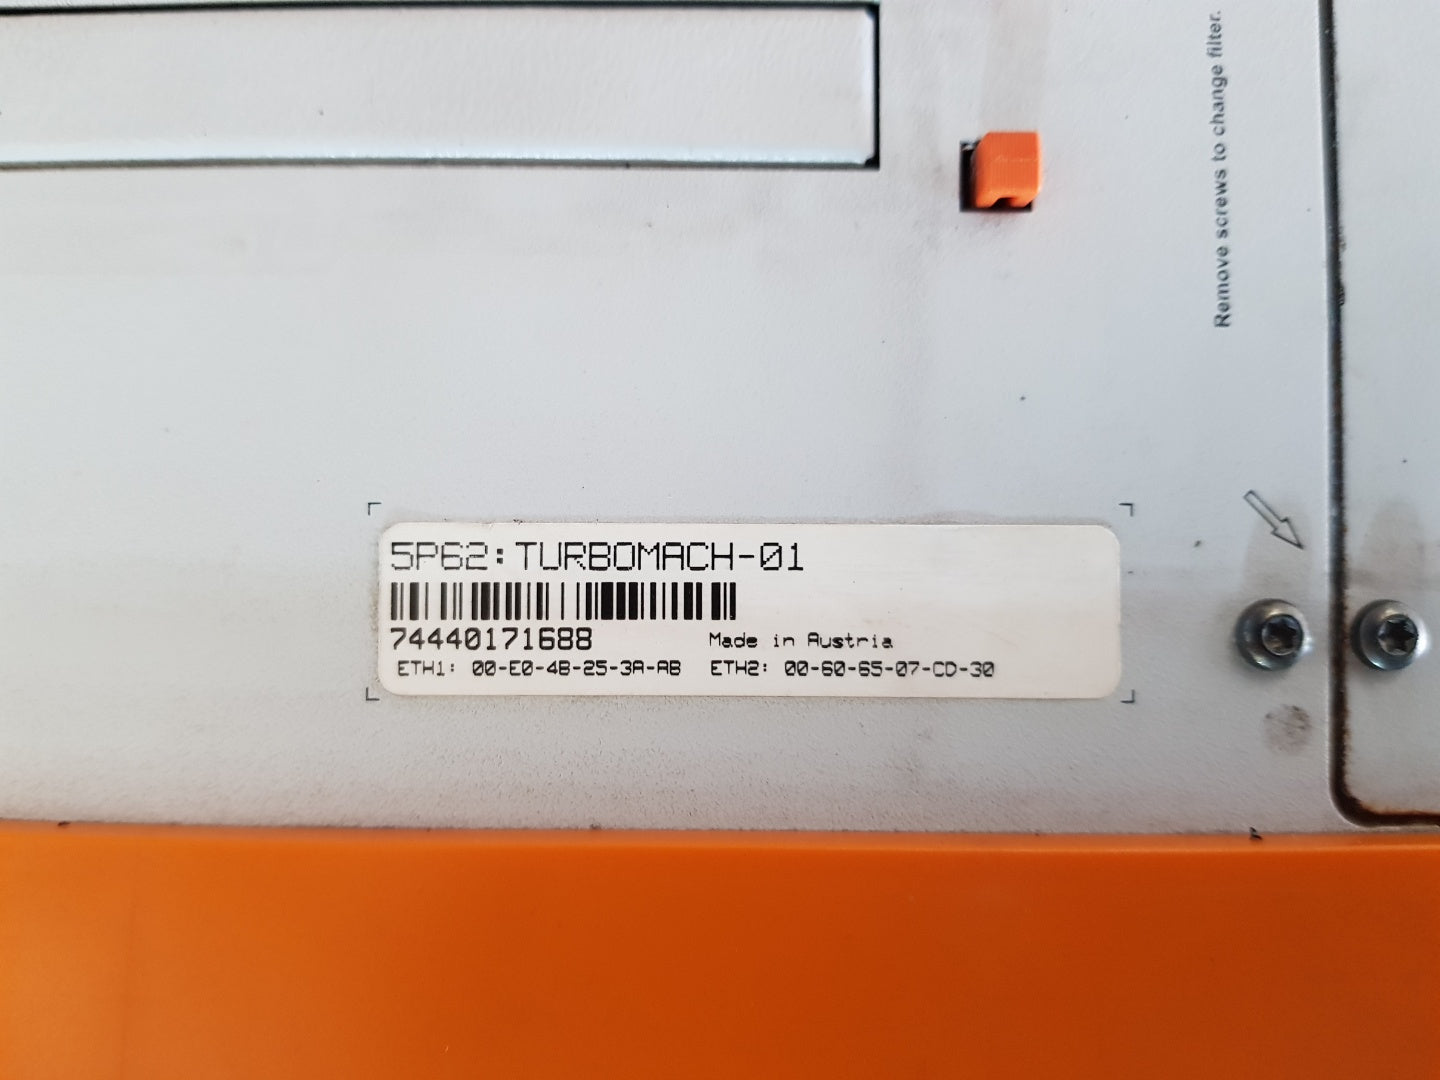 Remove screws to change filter.
5P62:TURBOMACH-01
74440171688 Made in Austria
ETH1: 00-E0-4B-25-3A-AB ETH2: 00-60-65-07-CD-30